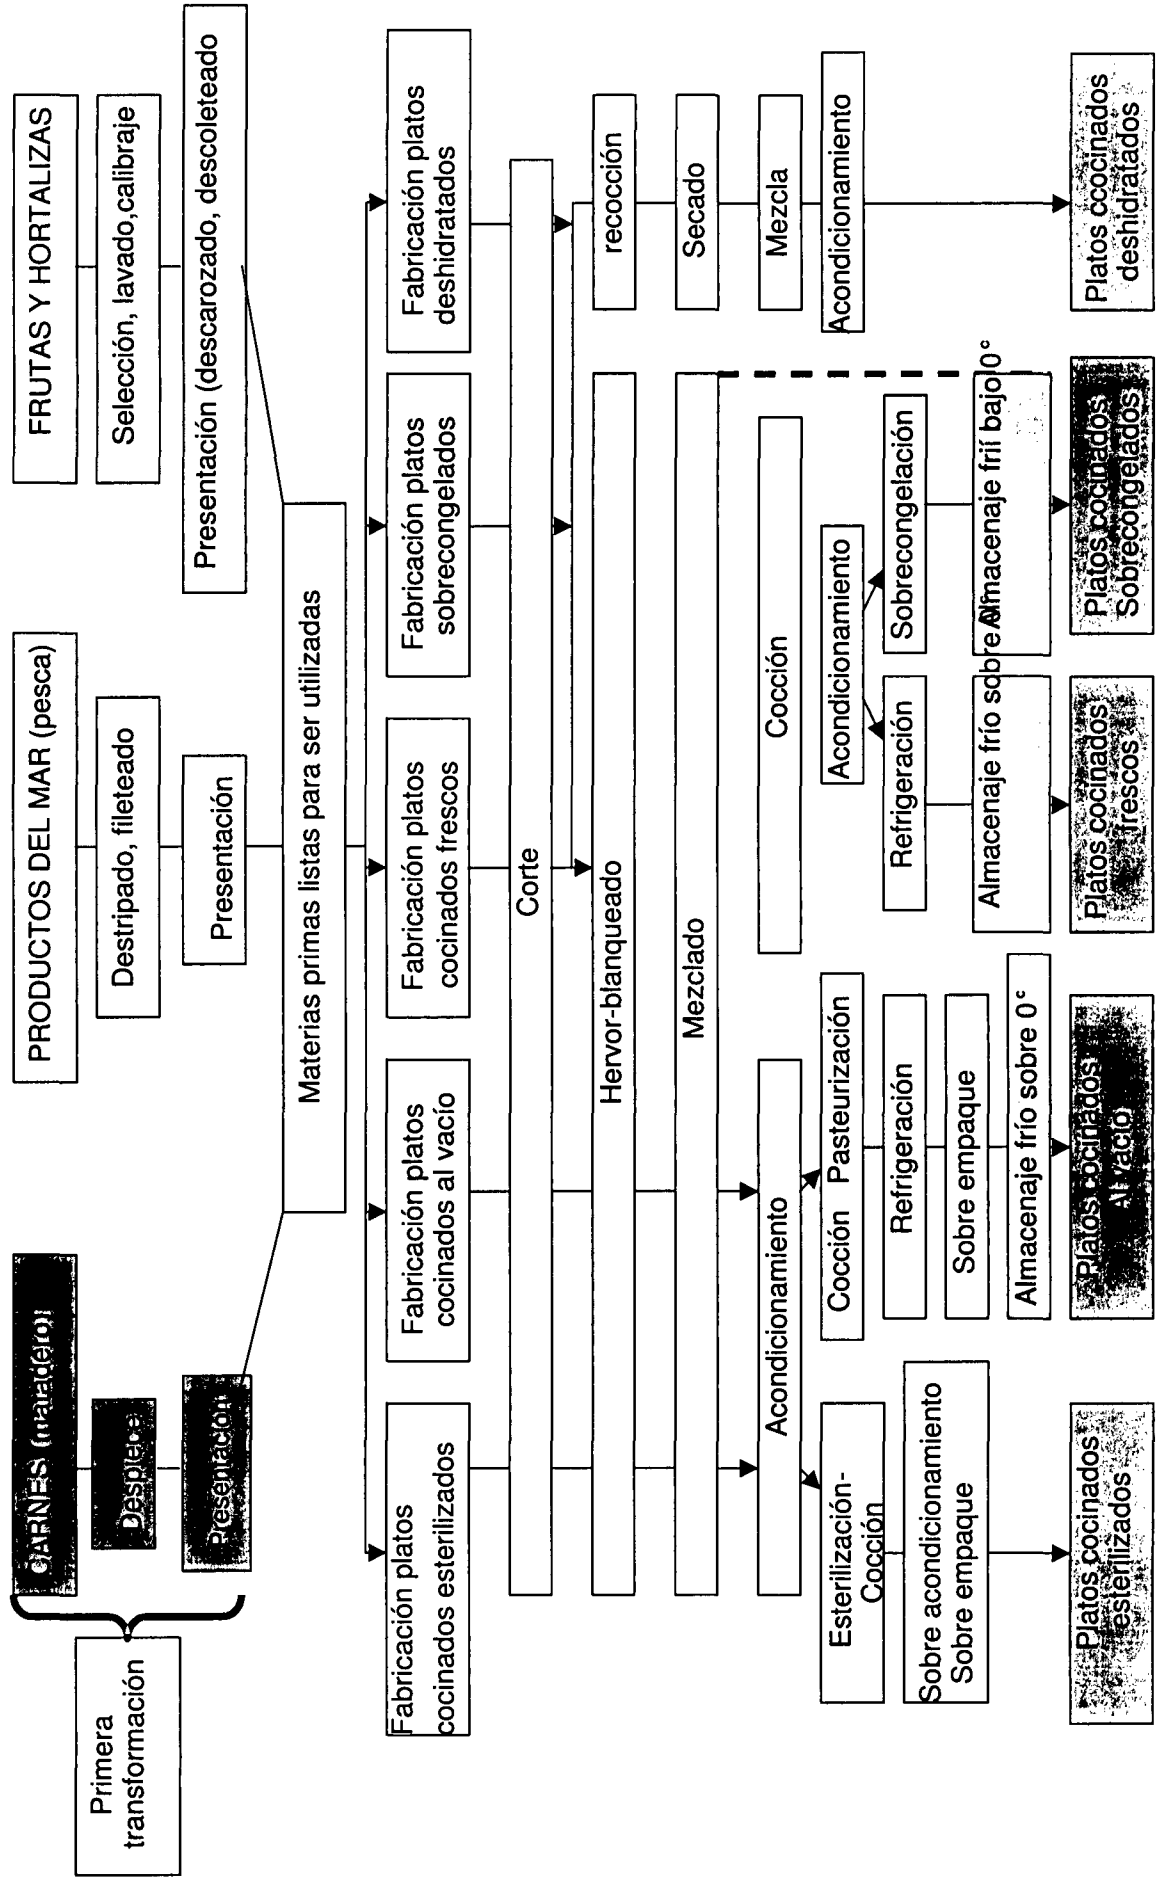 Primera
transformación
CARNES (matadero)
Despiece
Presentación
PRODUCTOS DEL MAR (pesca)
Destripado, fileteado
Presentación
FRUTAS Y HORTALIZAS
Selección, lavado,calibraje
Presentación (descarozado, descoleteado
Materias primas listas para ser utilizadas
Fabricación platos
cocinados esterilizados
Fabricación platos
cocinados al vacío
Fabricación platos
cocinados frescos
Fabricación platos
sobrecongelados
Fabricación platos
deshidratados
Corte
Hervor-blanqueado
recocción
Mezclado
Secado
Acondicionamiento
Cocción
Mezcla
Esterilización-
Cocción
Cocción Pasteurización
Acondicionamiento
Acondicionamiento
Sobre acondicionamiento
Sobre empaque
Refrigeración
Sobre empaque
Almacenaje frío sobre 0°
Refrigeración
Almacenaje frío sobre 0°
Sobrecongelación
Almacenaje frií bajo 0°
Platos cocinados
esterilizados
Platos cocinados
Al vacío
Platos cocinados
frescos
Platos cocinados
Sobrecongelados
Platos ccocinados
deshidratados